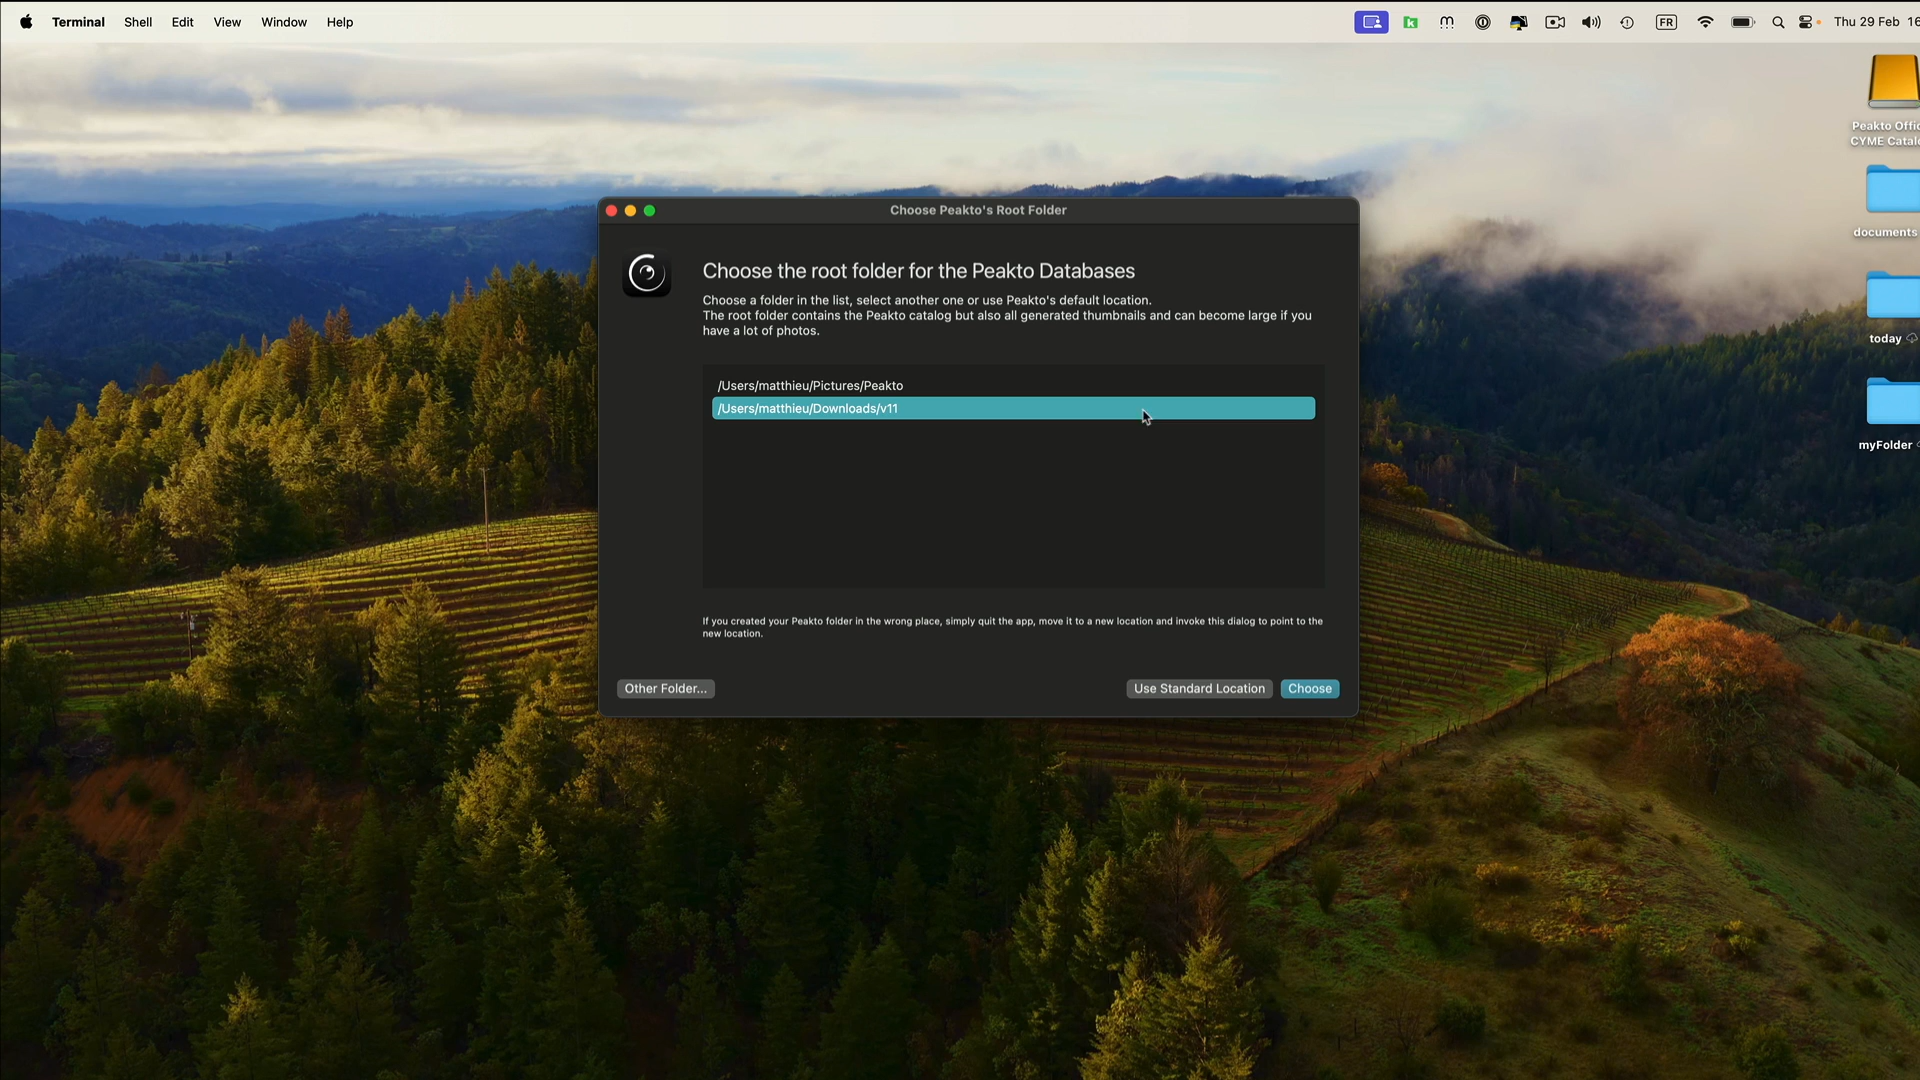 Terminal Shell Edit View Window Help FR Thu 29 Feb 16
Peakto Offic
CYME Catal
documents
today
myFolder
Choose Peakto's Root Folder
Choose the root folder for the Peakto Databases
Choose a folder in the list, select another one or use Peakto's default location.
The root folder contains the Peakto catalog but also all generated thumbnails and can become large if you
have a lot of photos.
/Users/matthieu/Pictures/Peakto
/Users/matthieu/Downloads/v11
If you created your Peakto folder in the wrong place, simply quit the app, move it to a new location and invoke this dialog to point to the
new location.
Other Folder... Use Standard Location Choose